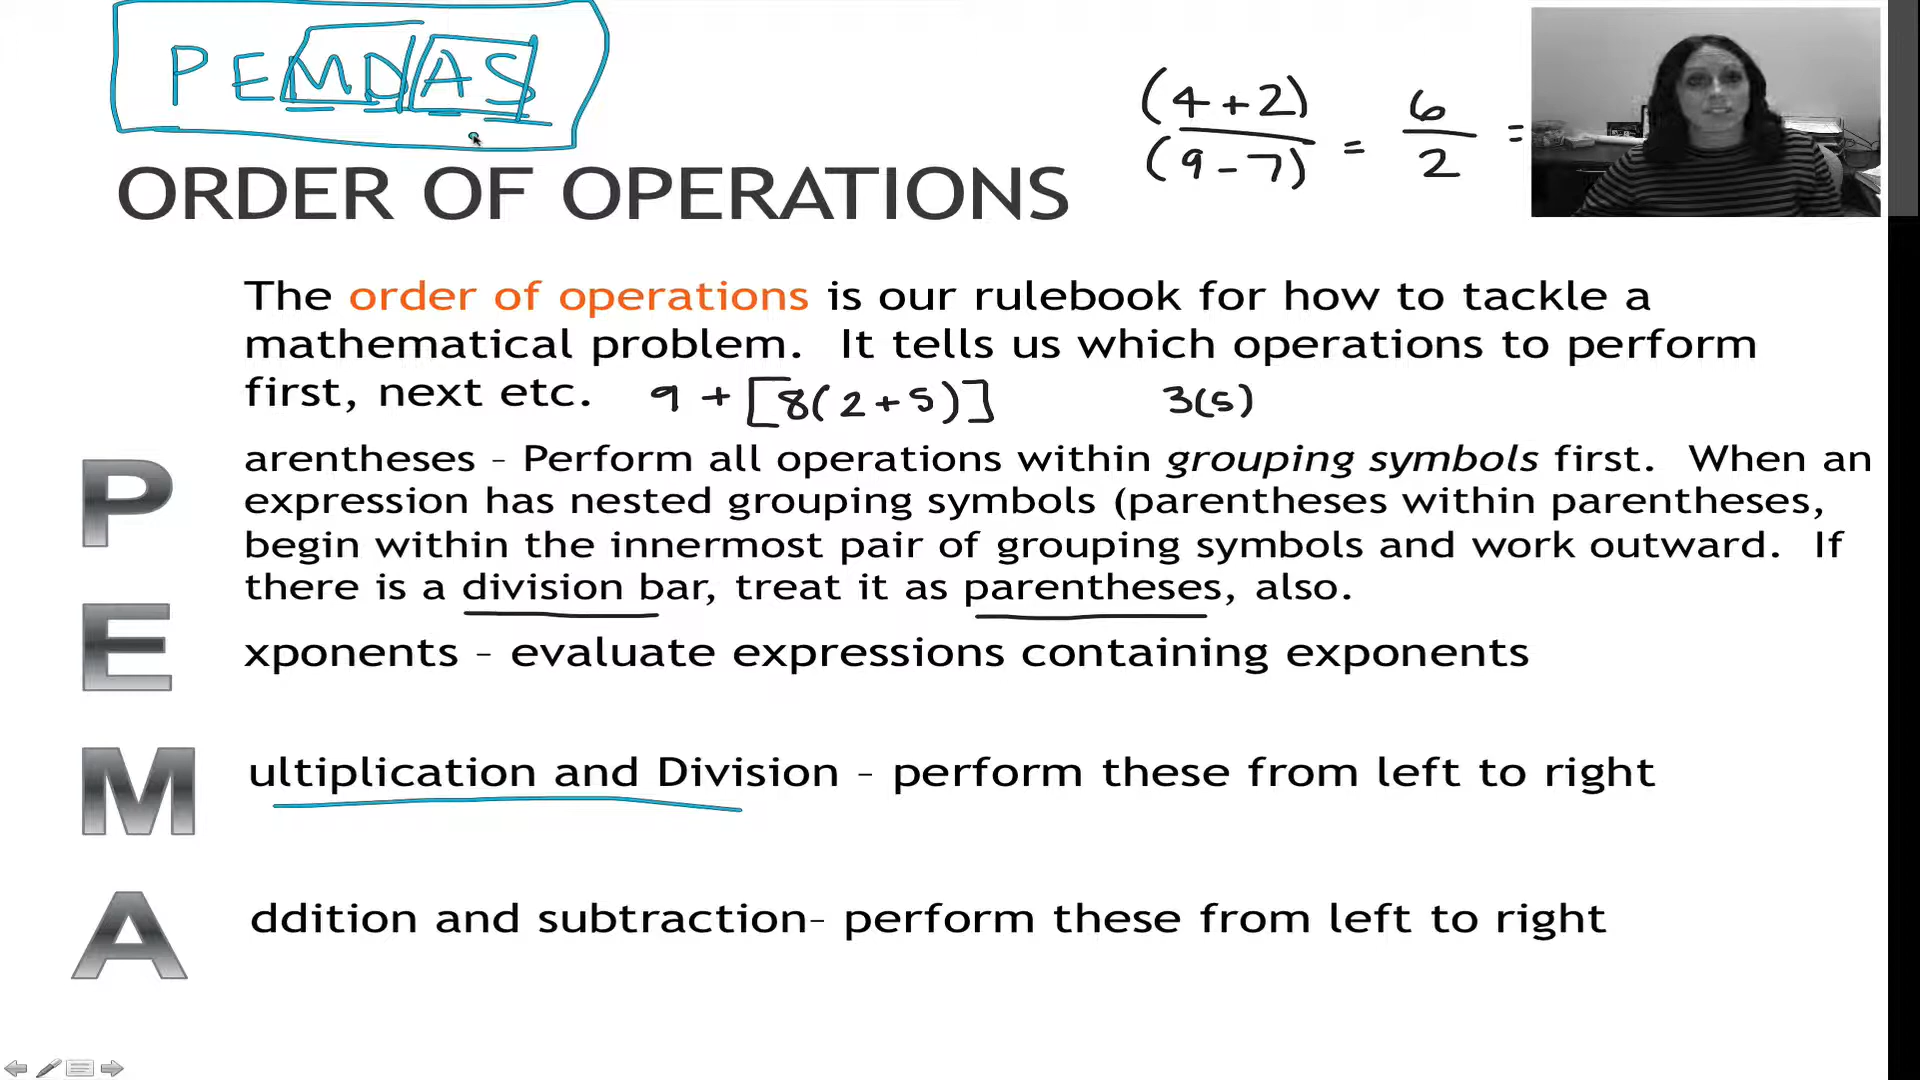 PEMDAS
(4+2)
(9-7) = 6/2 =
ORDER OF OPERATIONS
The order of operations is our rulebook for how to tackle a
mathematical problem. It tells us which operations to perform
first, next etc. 9 + [8(2+5)] 3(5)
P arentheses - Perform all operations within grouping symbols first. When an
expression has nested grouping symbols (parentheses within parentheses,
begin within the innermost pair of grouping symbols and work outward. If
there is a division bar, treat it as parentheses, also.
E xponents - evaluate expressions containing exponents
M ultiplication and Division - perform these from left to right
A ddition and subtraction- perform these from left to right